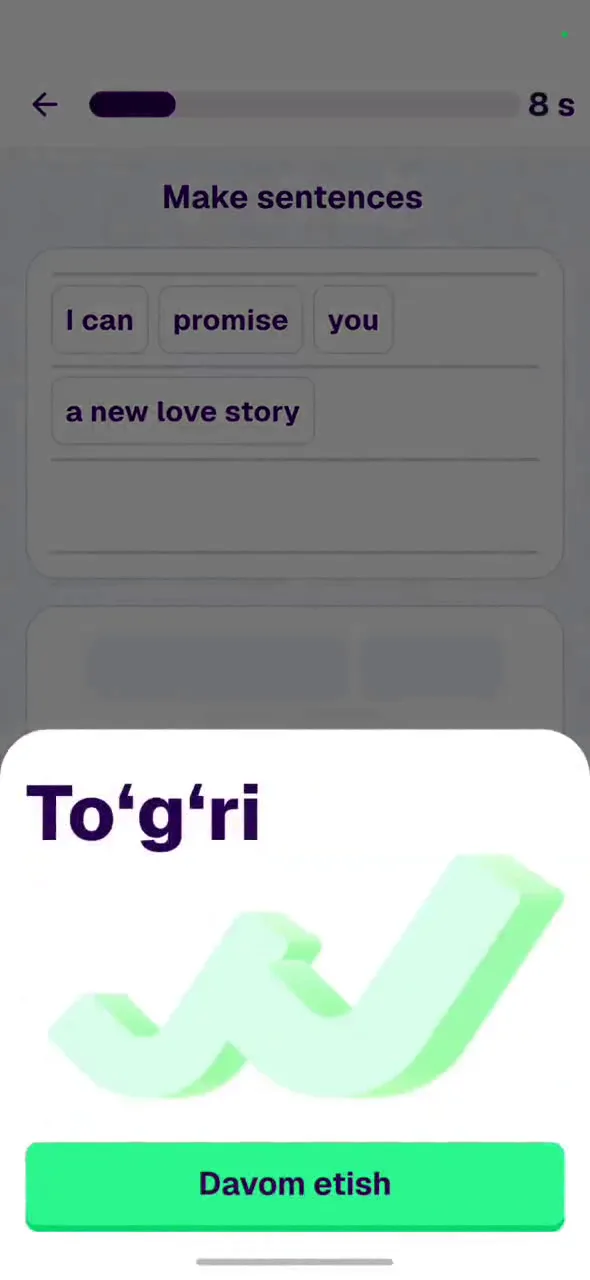 8 s
Make sentences
I can promise you
a new love story
To‘g‘ri
Davom etish